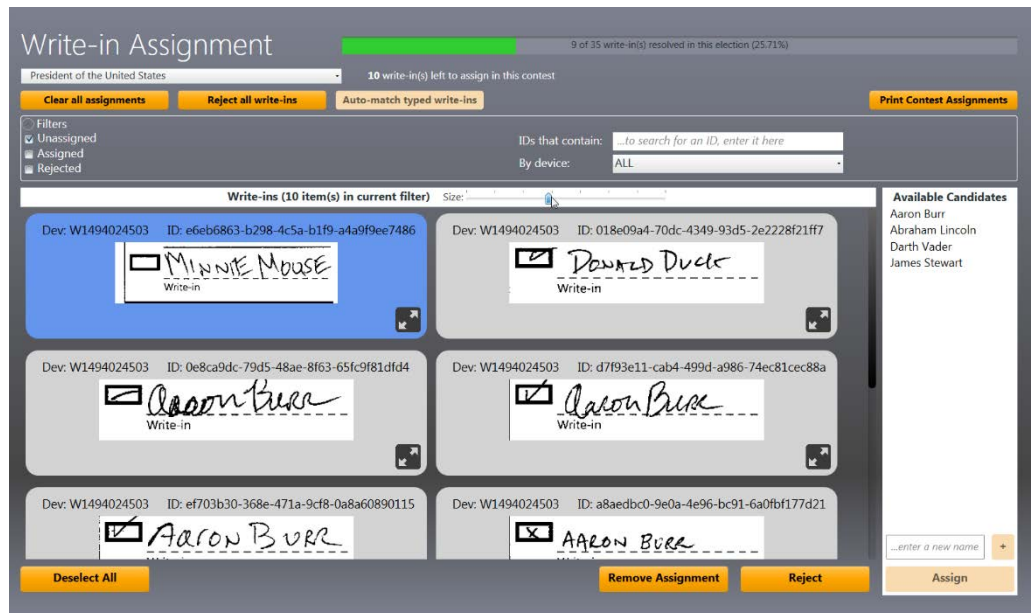 Write-in Assignment
9 of 35 write-in(s) resolved in this election (25.71%)
President of the United States
10 write-in(s) left to assign in this contest
Clear all assignments Reject all write-ins Auto-match typed write-ins Print Contest Assignments
Filters
Unassigned
Assigned
Rejected
IDs that contain: ...to search for an ID, enter it here
By device: ALL
Write-ins (10 item(s) in current filter) Size:
Dev: W1494024503 ID: e6eb6863-b298-4c5a-b1f9-a4a9f9ee7486
MINNIE MOUSE
Write-in
Dev: W1494024503 ID: 018e09a4-70dc-4349-93d5-2e2228f21ff7
DONALD Duck
Write-in
Dev: W1494024503 ID: 0e8ca9dc-79d5-48ae-8f63-65fc9f81dfd4
Aaron Burr
Write-in
Dev: W1494024503 ID: d7f93e11-cab4-499d-a986-74ec81cec88a
Aaron Burr
Write-in
Dev: W1494024503 ID: ef703b30-368e-471a-9cf8-0a8a60890115
Aaron BURR
Dev: W1494024503 ID: a8aedbc0-9e0a-4e96-bc91-6a0fbf177d21
AARON BURR
Available Candidates
Aaron Burr
Abraham Lincoln
Darth Vader
James Stewart
...enter a new name +
Deselect All Remove Assignment Reject Assign